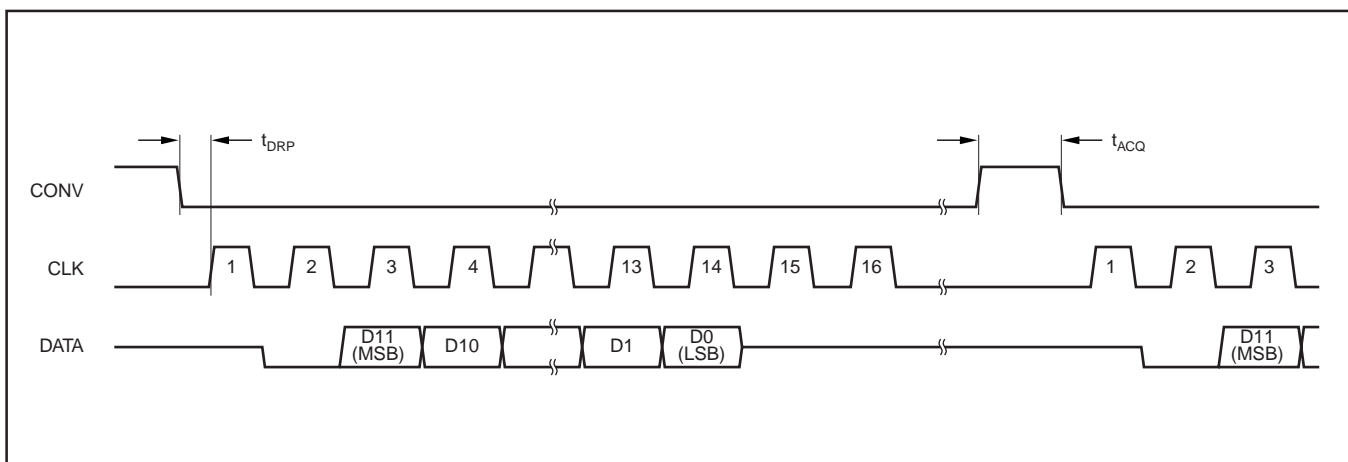 tDRP
tACQ
CONV
CLK
1 2 3 4 13 14 15 16 1 2 3
DATA
D11
(MSB)
D10
D1
D0
(LSB)
D11
(MSB)